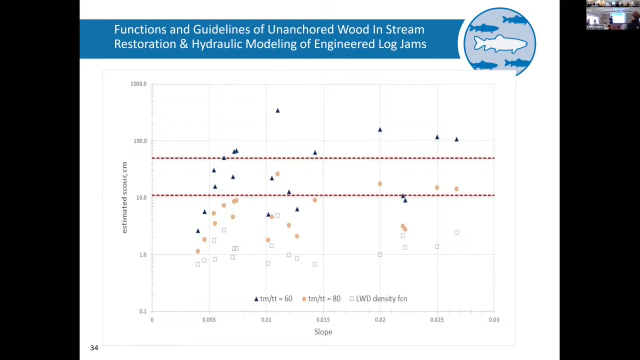 Functions and Guidelines of Unanchored Wood In Stream
Restoration & Hydraulic Modeling of Engineered Log Jams
1000.0
100.0
10.0
1.0
0.1
estimated scour, cm
0
0.005
0.01
0.015
0.02
0.025
0.03
tm/tt = 60
tm/tt = 80
LWD density fcn
Slope
34